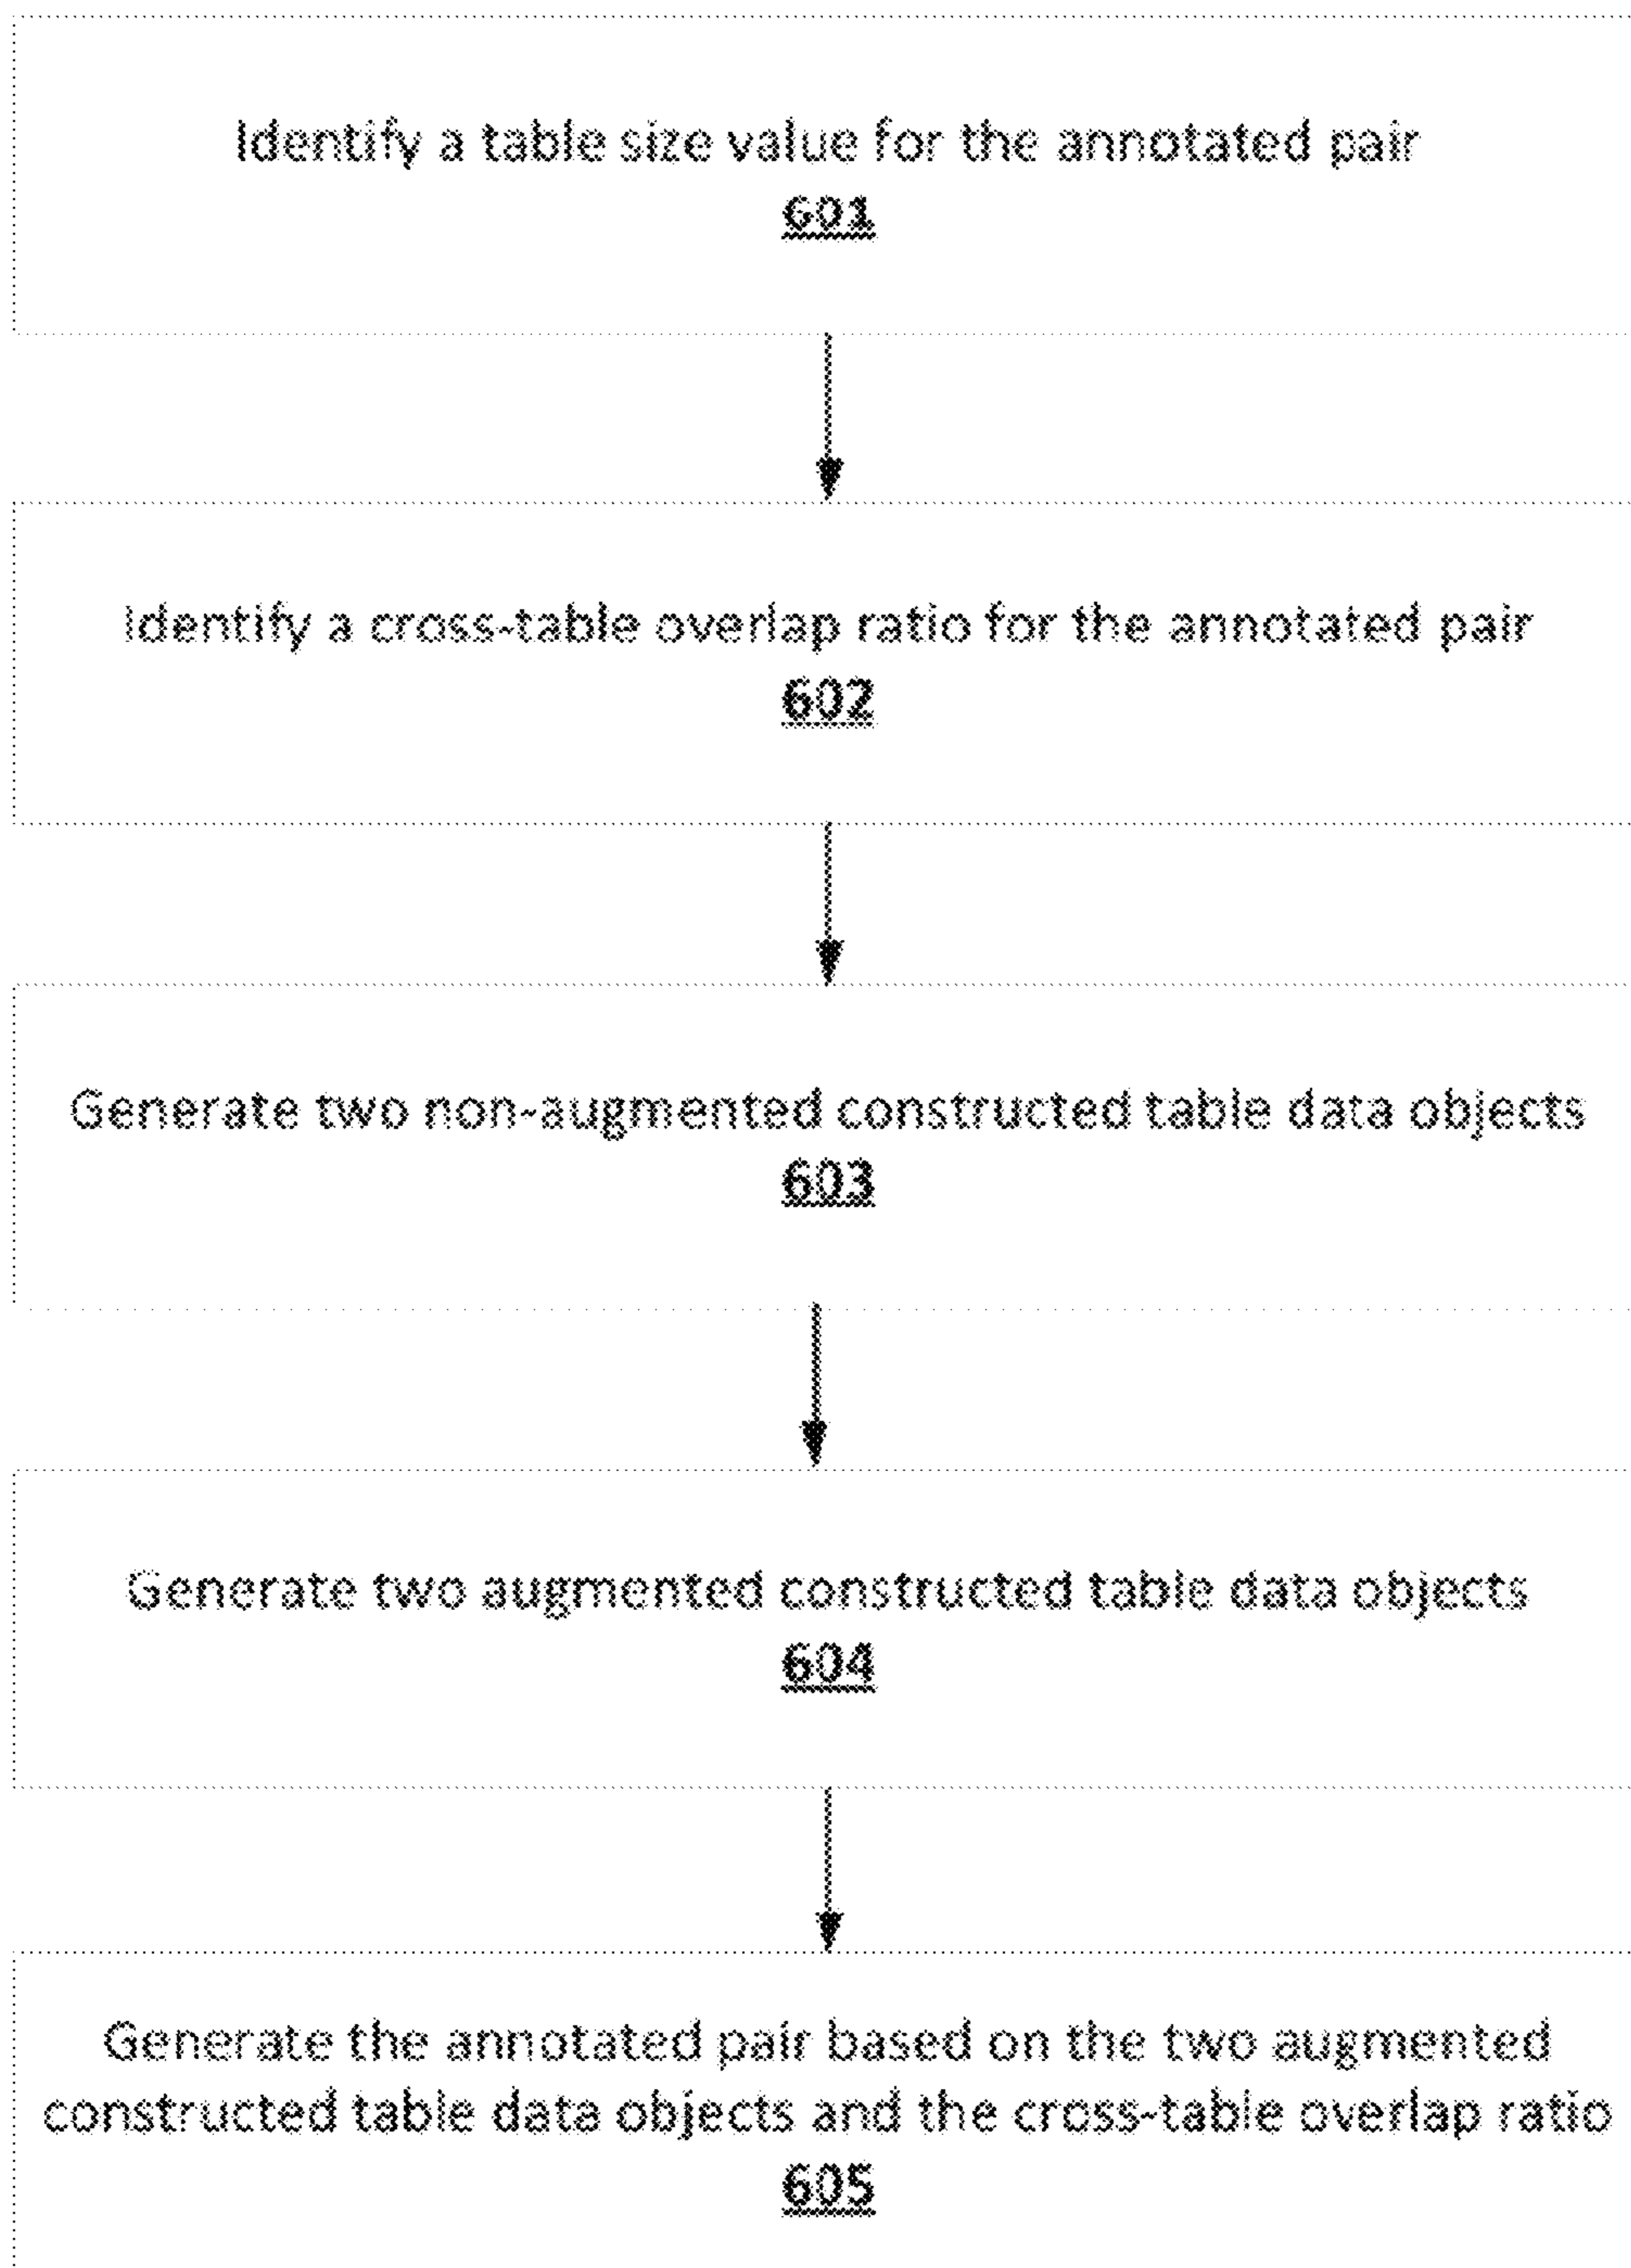 Identify a table size value for the annotated pair
601
Identify a cross-table overlap ratio for the annotated pair
602
Generate two non-augmented constructed table data objects
603
Generate two augmented constructed table data objects
604
Generate the annotated pair based on the two augmented
constructed table data objects and the cross-table overlap ratio
605